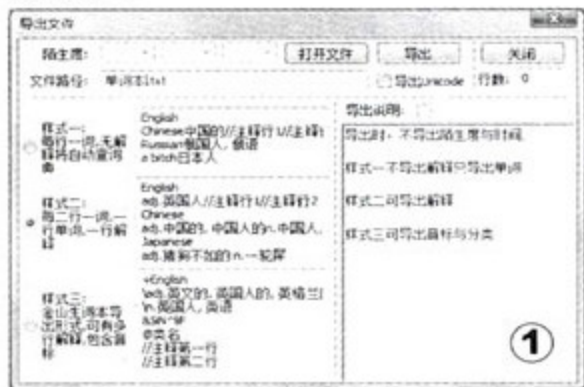 导出文件
陌生度:
打开文件
导出
关闭
文件路径: 单词本.txt
导出unicode
行数: 0
样式一:
每行一词,无解
释将自动查词
典
English
Chinese中国的//注释行1//注释
Russian俄国人, 俄语
a bitch日本人
样式二:
每二行一词,一
行单词,一行解
释
English
adj.英国人//注释行1//注释行2
Chinese
adj.中国的, 中国人的n.中国人,
Japanese
adj.猪狗不如的 n.一轮屎
样式三:
金山生词本导
出形式,可有多
行解释,包含音
标
+English
\adj.英文的, 英国人的, 英格兰
\n.英国人, 英语
@类名
//注释第一行
//注释第二行
导出说明:
导出时, 不导出陌生度与时间
样式一不导出解释只导出单词
样式二可导出解释
样式三可导出音标与分类
1